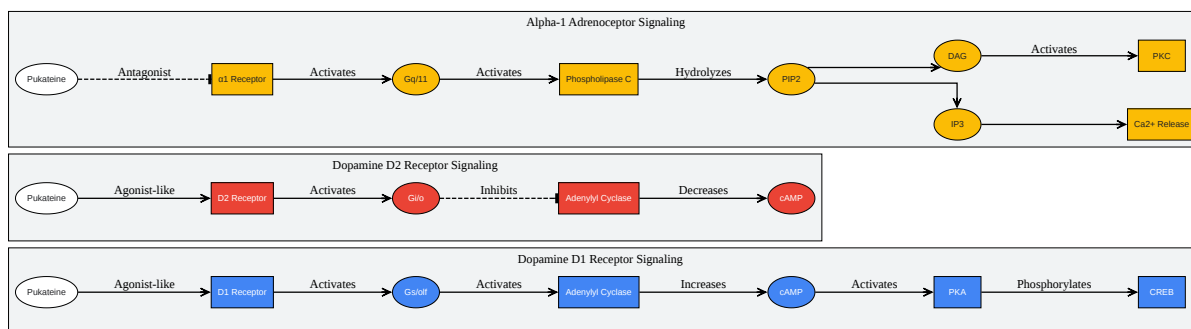 Alpha-1 Adrenoceptor Signaling
Pukateine
Antagonist
α1 Receptor
Activates
Gq/11
Activates
Phospholipase C
Hydrolyzes
PIP2
DAG
Activates
PKC
IP3
Ca2+ Release
Dopamine D2 Receptor Signaling
Pukateine
Agonist-like
D2 Receptor
Activates
Gi/o
Inhibits
Adenylyl Cyclase
Decreases
cAMP
Dopamine D1 Receptor Signaling
Pukateine
Agonist-like
D1 Receptor
Activates
Gs/olf
Activates
Adenylyl Cyclase
Increases
cAMP
Activates
PKA
Phosphorylates
CREB